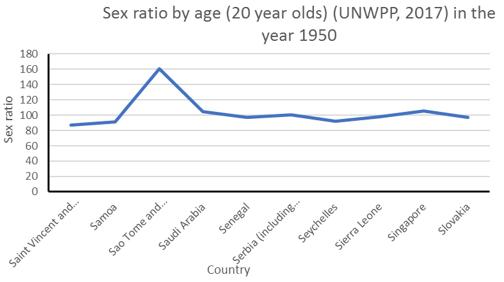 Sex ratio by age (20 year olds) (UNWPP, 2017) in the
year 1950
180
160
140
120
100
80
60
40
20
0
Sex ratio
Saint Vincent and...
Samoa
Sao Tome and...
Saudi Arabia
Senegal
Serbia (including...
Seychelles
Sierra Leone
Singapore
Slovakia
Country